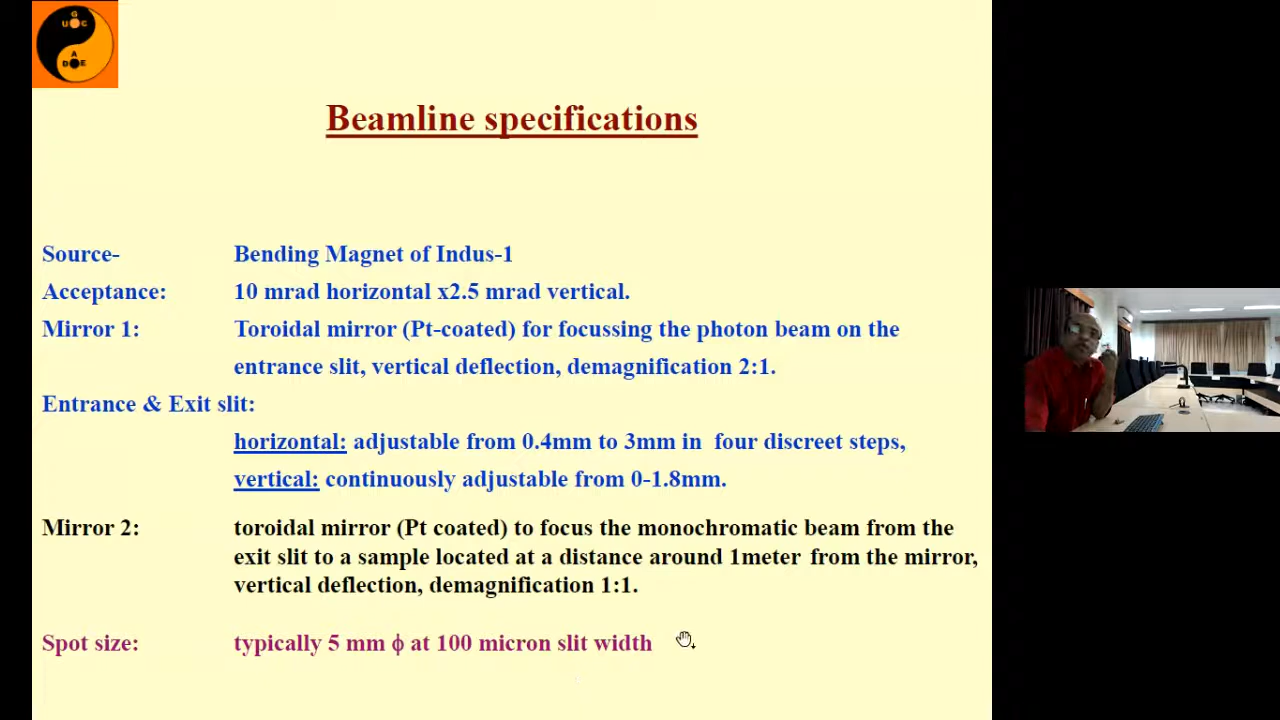 G
UGC
A
DAE
Beamline specifications
Source- Bending Magnet of Indus-1
Acceptance: 10 mrad horizontal x2.5 mrad vertical.
Mirror 1: Toroidal mirror (Pt-coated) for focussing the photon beam on the
entrance slit, vertical deflection, demagnification 2:1.
Entrance & Exit slit:
horizontal: adjustable from 0.4mm to 3mm in four discreet steps,
vertical: continuously adjustable from 0-1.8mm.
Mirror 2: toroidal mirror (Pt coated) to focus the monochromatic beam from the
exit slit to a sample located at a distance around 1meter from the mirror,
vertical deflection, demagnification 1:1.
Spot size: typically 5 mm ϕ at 100 micron slit width